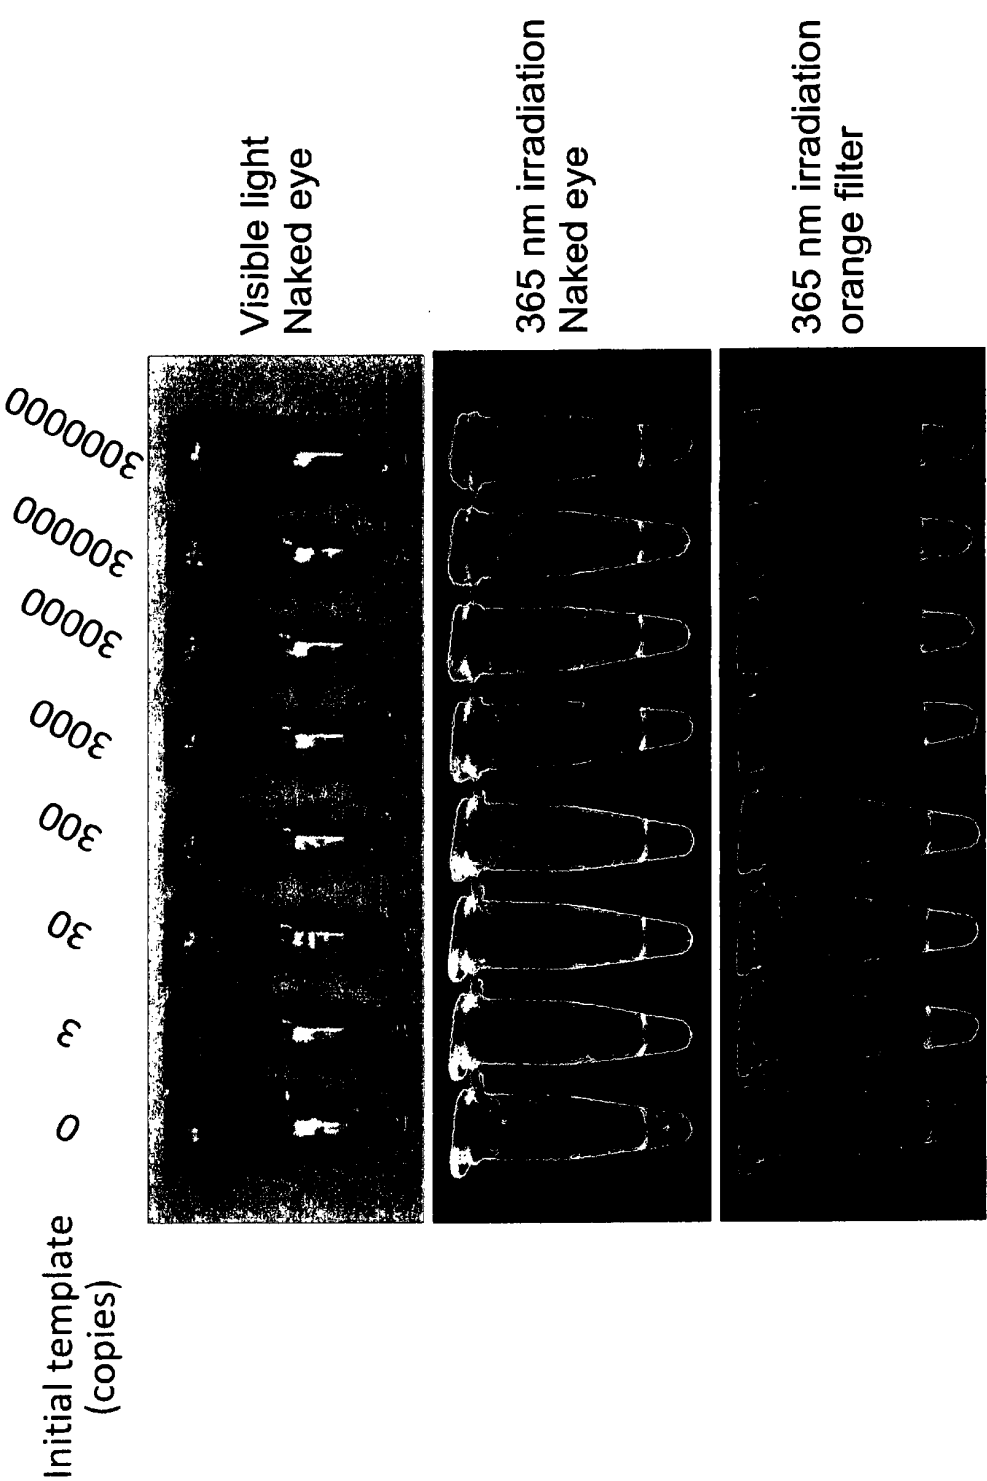 Initial template
(copies)
0
3
30
300
3000
30000
300000
3000000
Visible light
Naked eye
365 nm irradiation
Naked eye
365 nm irradiation
orange filter